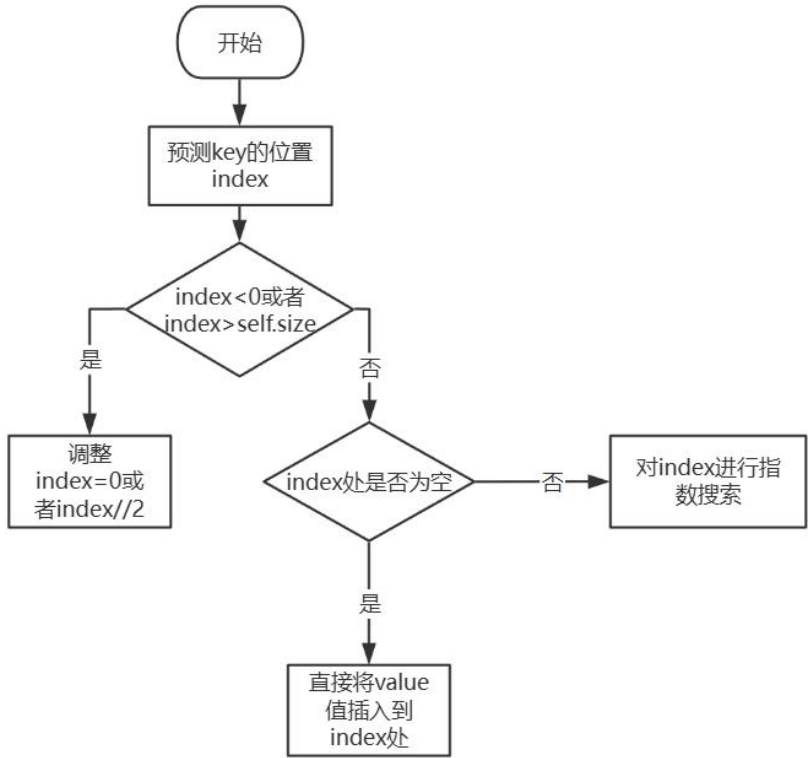 开始
预测key的位置
index
index<0或者
index>self.size
是
否
调整
index=0或
者index//2
index处是否为空
否
对index进行指
数搜索
是
直接将value
值插入到
index处